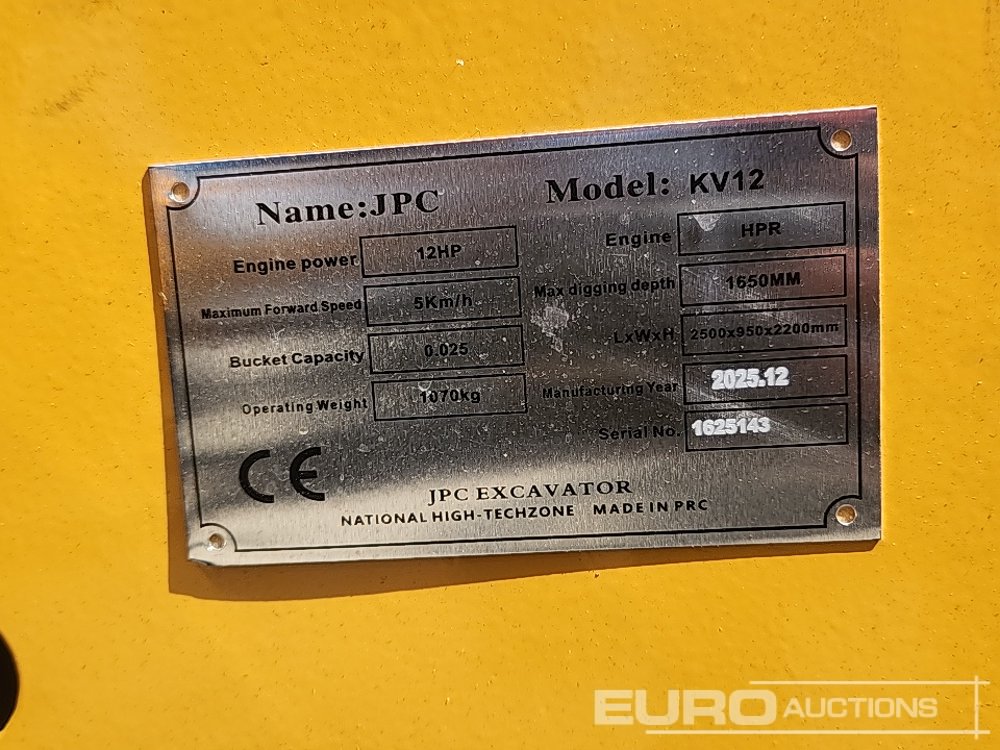 Name:JPC Model: KV12
Engine power 12HP Engine HPR
Maximum Forward Speed 5Km/h Max digging depth 1650MM
Bucket Capacity 0.025 LxWxH 2500x950x2200mm
Operating Weight 1070kg Manufacturing Year 2025.12
Serial No. 1625143
CE
JPC EXCAVATOR
NATIONAL HIGH-TECHZONE MADE IN PRC
EURO AUCTIONS